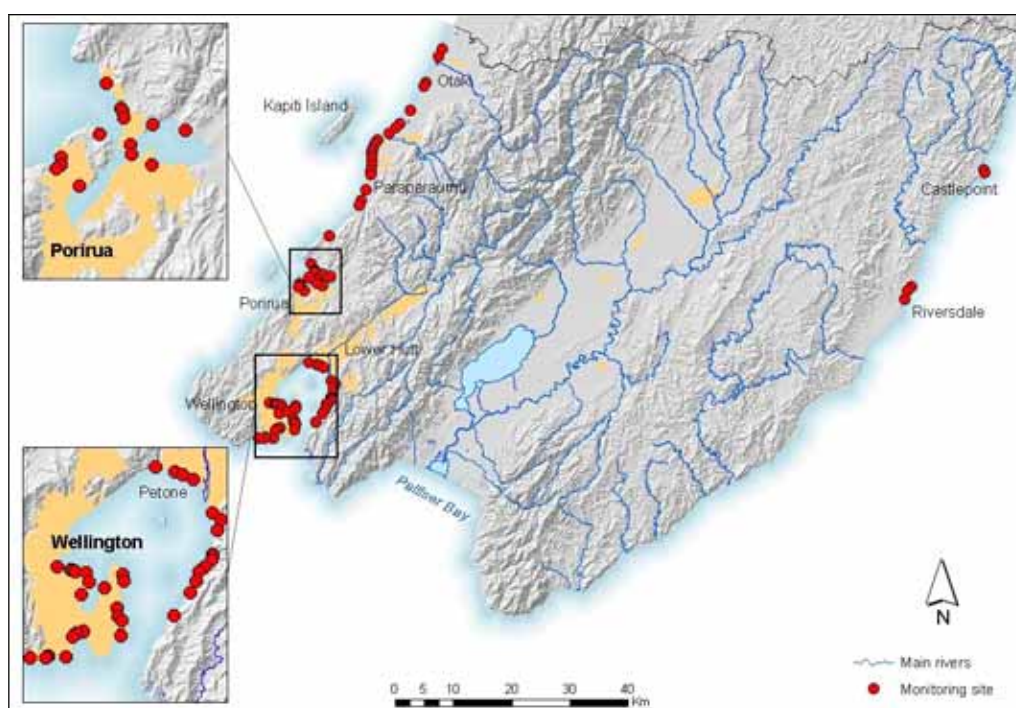 Otaki
Kapiti Island
Paraparaumu
Castlepoint
Porirua
Porirua
Riversdale
Lower Hutt
Wellington
Palliser Bay
Petone
Wellington
N
Main rivers
Monitoring site
0 5 10 20 30 40
Km